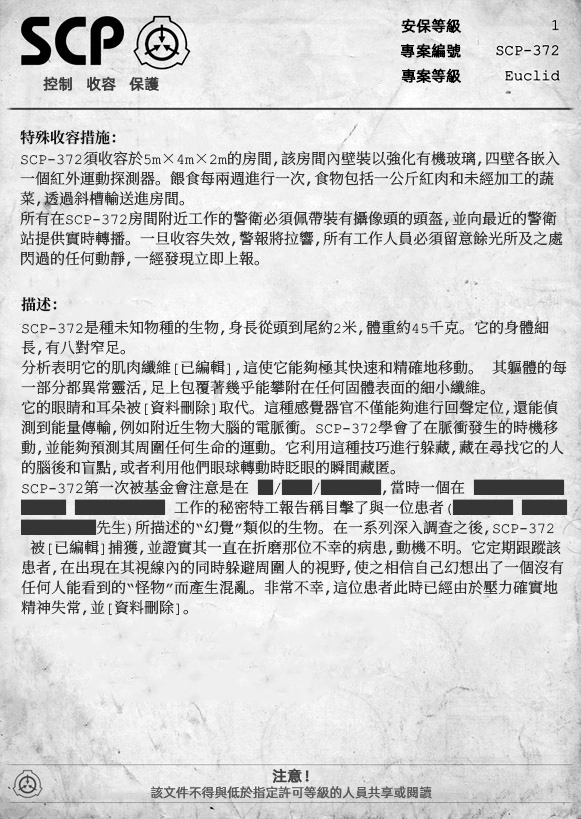 SCP
控制 收容 保護
安保等級 1
專案編號 SCP-372
專案等級 Euclid
特殊收容措施:
SCP-372須收容於5m×4m×2m的房間,該房間內壁裝以強化有機玻璃,四壁各嵌入
一個紅外運動探測器。餵食每兩週進行一次,食物包括一公斤紅肉和未經加工的蔬
菜,透過斜槽輸送進房間。
所有在SCP-372房間附近工作的警衛必須佩帶裝有攝像頭的頭盔,並向最近的警衛
站提供實時轉播。一旦收容失效,警報將拉響,所有工作人員必須留意餘光所及之處
閃過的任何動靜,一經發現立即上報。
描述:
SCP-372是種未知物種的生物,身長從頭到尾約2米,體重約45千克。它的身體細
長,有八對窄足。
分析表明它的肌肉纖維[已編輯],這使它能夠極其快速和精確地移動。 其軀體的每
一部分都異常靈活,足上包覆著幾乎能攀附在任何固體表面的細小纖維。
它的眼睛和耳朵被[資料刪除]取代。這種感覺器官不僅能夠進行回聲定位,還能偵
測到能量傳輸,例如附近生物大腦的電脈衝。SCP-372學會了在脈衝發生的時機移
動,並能夠預測其周圍任何生命的運動。它利用這種技巧進行躲藏,藏在尋找它的人
的腦後和盲點,或者利用他們眼球轉動時眨眼的瞬間藏匿。
SCP-372第一次被基金會注意是在 / / ,當時一個在
工作的秘密特工報告稱目擊了與一位患者(
先生)所描述的“幻覺”類似的生物。在一系列深入調查之後,SCP-372
被[已編輯]捕獲,並證實其一直在折磨那位不幸的病患,動機不明。它定期跟蹤該
患者,在出現在其視線內的同時躲避周圍人的視野,使之相信自己幻想出了一個沒有
任何人能看到的“怪物”而產生混亂。非常不幸,這位患者此時已經由於壓力確實地
精神失常,並[資料刪除]。
注意!
該文件不得與低於指定許可等級的人員共享或閱讀